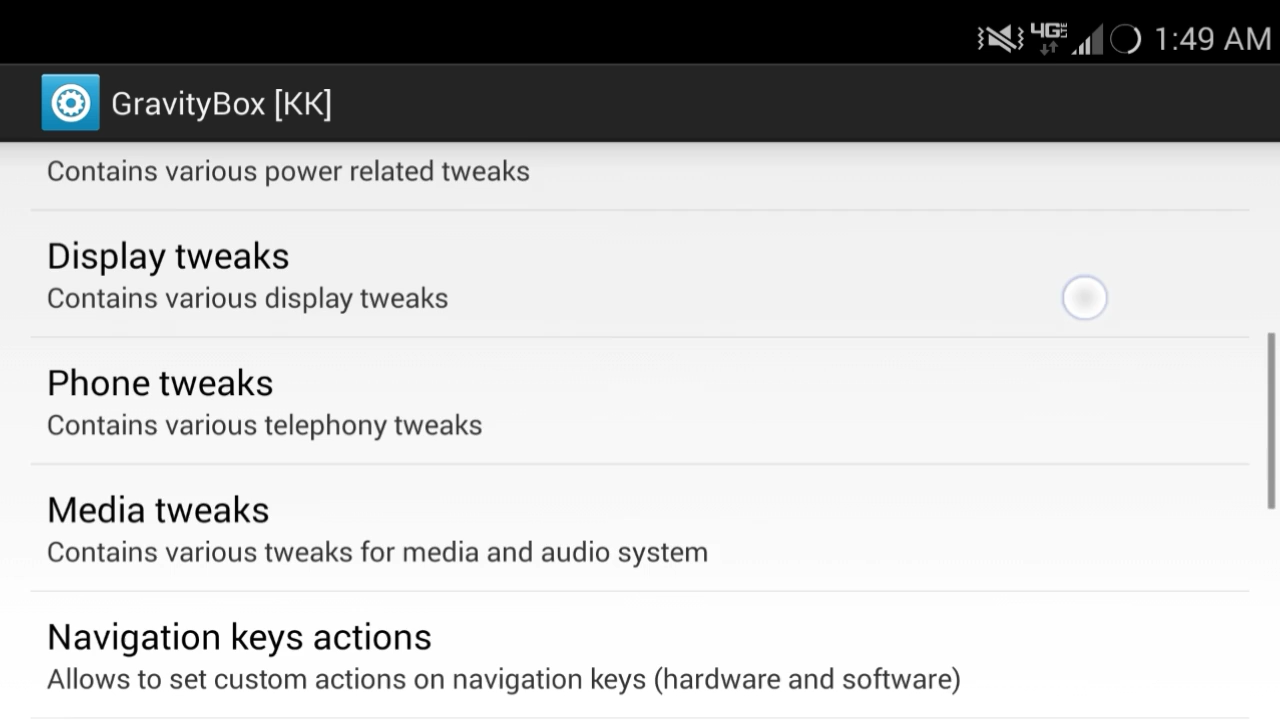 4G LTE 1:49 AM
GravityBox [KK]
Contains various power related tweaks
Display tweaks
Contains various display tweaks
Phone tweaks
Contains various telephony tweaks
Media tweaks
Contains various tweaks for media and audio system
Navigation keys actions
Allows to set custom actions on navigation keys (hardware and software)